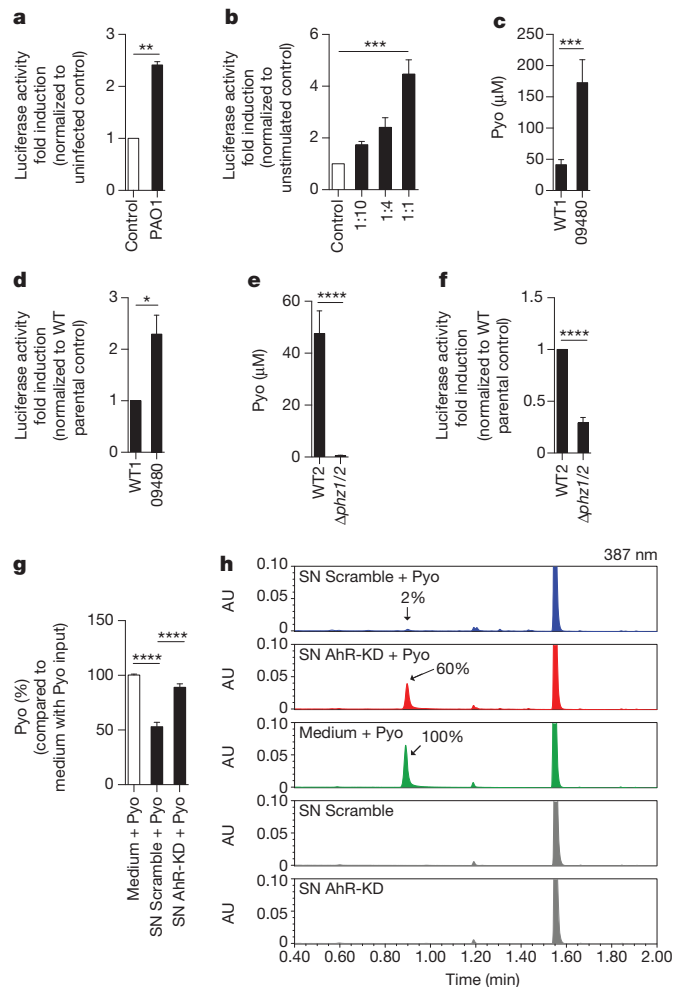 a
Luciferase activity
fold induction
(normalized to
uninfected control)
3
2
1
0
**
Control
PAO1
b
Luciferase activity
fold induction
(normalized to
unstimulated control)
6
4
2
0
***
Control
1:10
1:4
1:1
c
Pyo (μM)
250
200
150
100
50
0
***
WT1
09480
d
Luciferase activity
fold induction
(normalized to WT
parental control)
3
2
1
0
*
WT1
09480
e
Pyo (μM)
60
40
20
0
****
WT2
Δphz1/2
f
Luciferase activity
fold induction
(normalized to WT
parental control)
1.5
1
0.5
0
****
WT2
Δphz1/2
g
Pyo (%)
(compared to
medium with Pyo input)
150
100
50
0
****
****
Medium + Pyo
SN Scramble + Pyo
SN AhR-KD + Pyo
h
387 nm
AU
0.10
0.05
0
SN Scramble + Pyo
2%
AU
0.10
0.05
0
SN AhR-KD + Pyo
60%
AU
0.10
0.05
0
Medium + Pyo
100%
AU
0.10
0.05
0
SN Scramble
AU
0.10
0.05
0
SN AhR-KD
0.40
0.60
0.80
1.00
1.20
1.40
1.60
1.80
2.00
Time (min)